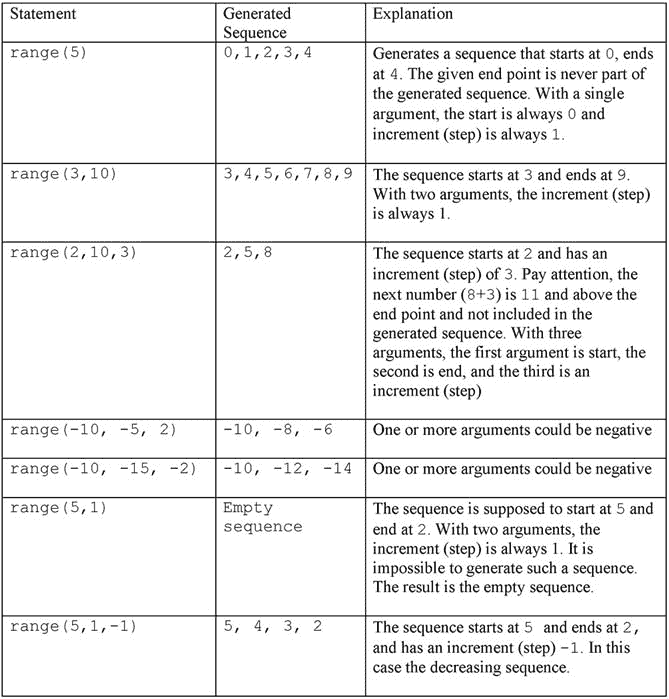 Statement
Generated
Sequence
Explanation
range(5)
0,1,2,3,4
Generates a sequence that starts at 0, ends
at 4. The given end point is never part of
the generated sequence. With a single
argument, the start is always 0 and
increment (step) is always 1.
range(3,10)
3,4,5,6,7,8,9
The sequence starts at 3 and ends at 9.
With two arguments, the increment (step)
is always 1.
range(2,10,3)
2,5,8
The sequence starts at 2 and has an
increment (step) of 3. Pay attention, the
next number (8+3) is 11 and above the
end point and not included in the
generated sequence. With three
arguments, the first argument is start, the
second is end, and the third is an
increment (step)
range(-10, -5, 2)
-10, -8, -6
One or more arguments could be negative
range(-10, -15, -2)
-10, -12, -14
One or more arguments could be negative
range(5,1)
Empty
sequence
The sequence is supposed to start at 5 and
end at 2. With two arguments, the
increment (step) is always 1. It is
impossible to generate such a sequence.
The result is the empty sequence.
range(5,1,-1)
5, 4, 3, 2
The sequence starts at 5 and ends at 2,
and has an increment (step) -1. In this
case the decreasing sequence.